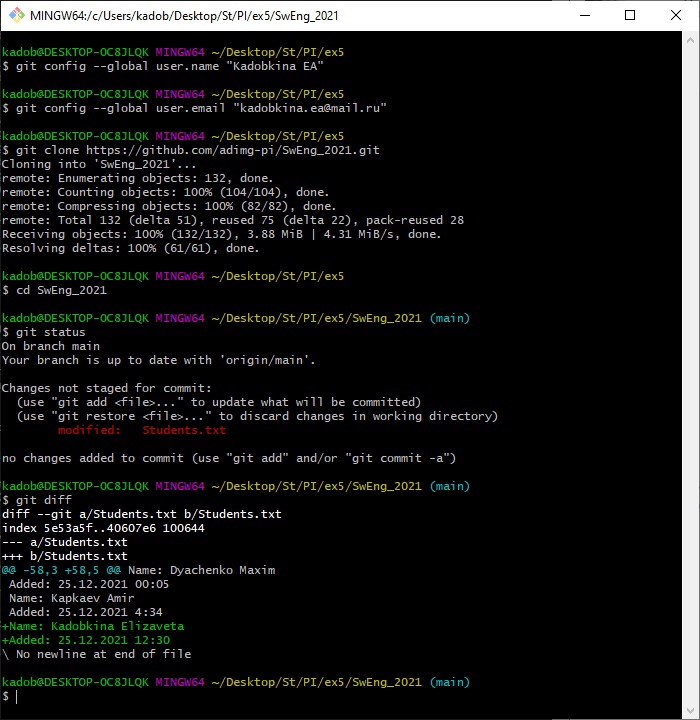 MINGW64:/c/Users/kadob/Desktop/St/PI/ex5/SwEng_2021
kadob@DESKTOP-OC8JLQK MINGW64 ~/Desktop/St/PI/ex5
$ git config --global user.name "Kadobkina EA"
kadob@DESKTOP-OC8JLQK MINGW64 ~/Desktop/St/PI/ex5
$ git config --global user.email "kadobkina.ea@mail.ru"
kadob@DESKTOP-OC8JLQK MINGW64 ~/Desktop/St/PI/ex5
$ git clone https://github.com/adimg-pi/SwEng_2021.git
Cloning into 'SwEng_2021'...
remote: Enumerating objects: 132, done.
remote: Counting objects: 100% (104/104), done.
remote: Compressing objects: 100% (82/82), done.
remote: Total 132 (delta 51), reused 75 (delta 22), pack-reused 28
Receiving objects: 100% (132/132), 3.88 MiB | 4.31 MiB/s, done.
Resolving deltas: 100% (61/61), done.
kadob@DESKTOP-OC8JLQK MINGW64 ~/Desktop/St/PI/ex5
$ cd SwEng_2021
kadob@DESKTOP-OC8JLQK MINGW64 ~/Desktop/St/PI/ex5/SwEng_2021 (main)
$ git status
On branch main
Your branch is up to date with 'origin/main'.
Changes not staged for commit:
(use "git add <file>..." to update what will be committed)
(use "git restore <file>..." to discard changes in working directory)
modified: Students.txt
no changes added to commit (use "git add" and/or "git commit -a")
kadob@DESKTOP-OC8JLQK MINGW64 ~/Desktop/St/PI/ex5/SwEng_2021 (main)
$ git diff
diff --git a/Students.txt b/Students.txt
index 5e53a5f..40607e6 100644
--- a/Students.txt
+++ b/Students.txt
@@ -58,3 +58,5 @@ Name: Dyachenko Maxim
Added: 25.12.2021 00:05
Name: Kapkaev Amir
Added: 25.12.2021 4:34
+Name: Kadobkina Elizaveta
+Added: 25.12.2021 12:30
\ No newline at end of file
kadob@DESKTOP-OC8JLQK MINGW64 ~/Desktop/St/PI/ex5/SwEng_2021 (main)
$